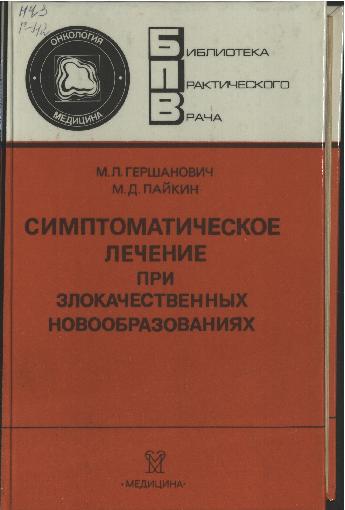 ОНКОЛОГИЯ
МЕДИЦИНА
БИБЛИОТЕКА
ПРАКТИЧЕСКОГО
ВРАЧА
М.Л. ГЕРШАНОВИЧ
М.Д. ПАЙКИН
СИМПТОМАТИЧЕСКОЕ
ЛЕЧЕНИЕ
ПРИ
ЗЛОКАЧЕСТВЕННЫХ
НОВООБРАЗОВАНИЯХ
·МЕДИЦИНА·